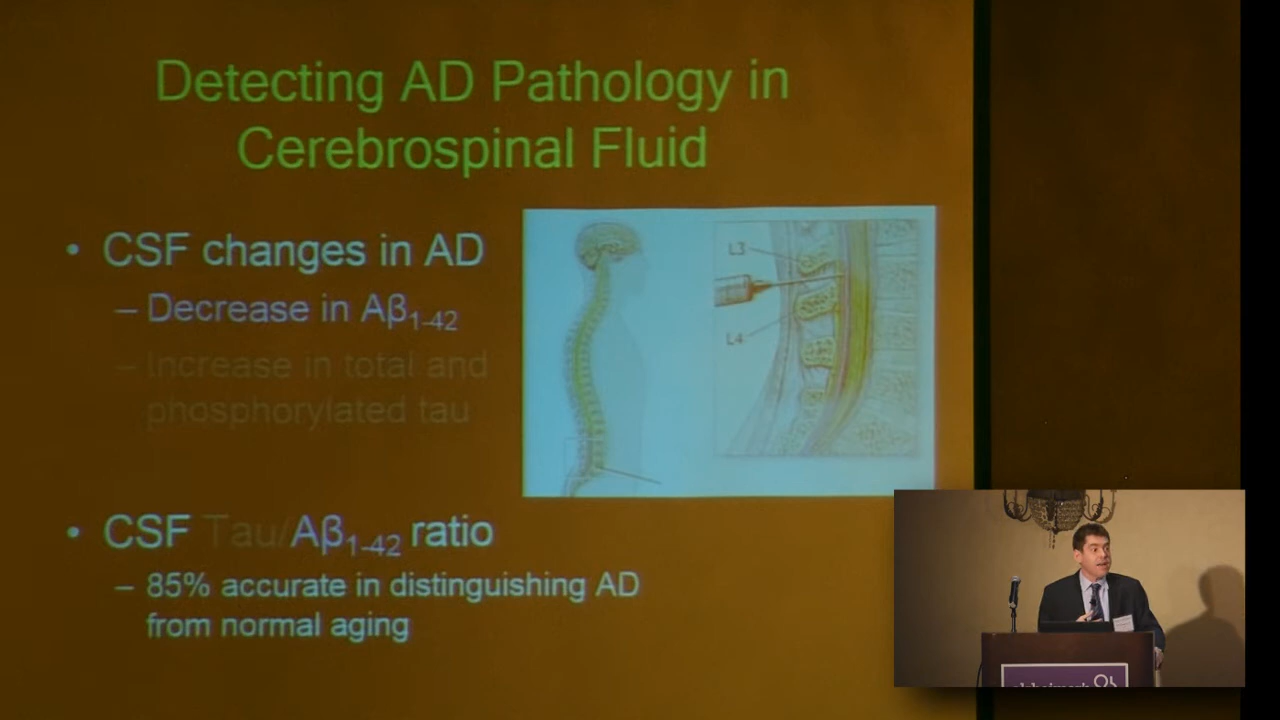 Detecting AD Pathology in
Cerebrospinal Fluid
• CSF changes in AD
– Decrease in Aβ1-42
– Increase in total and
phosphorylated tau
L3
L4
• CSF Tau/Aβ1-42 ratio
– 85% accurate in distinguishing AD
from normal aging
alzheimer's